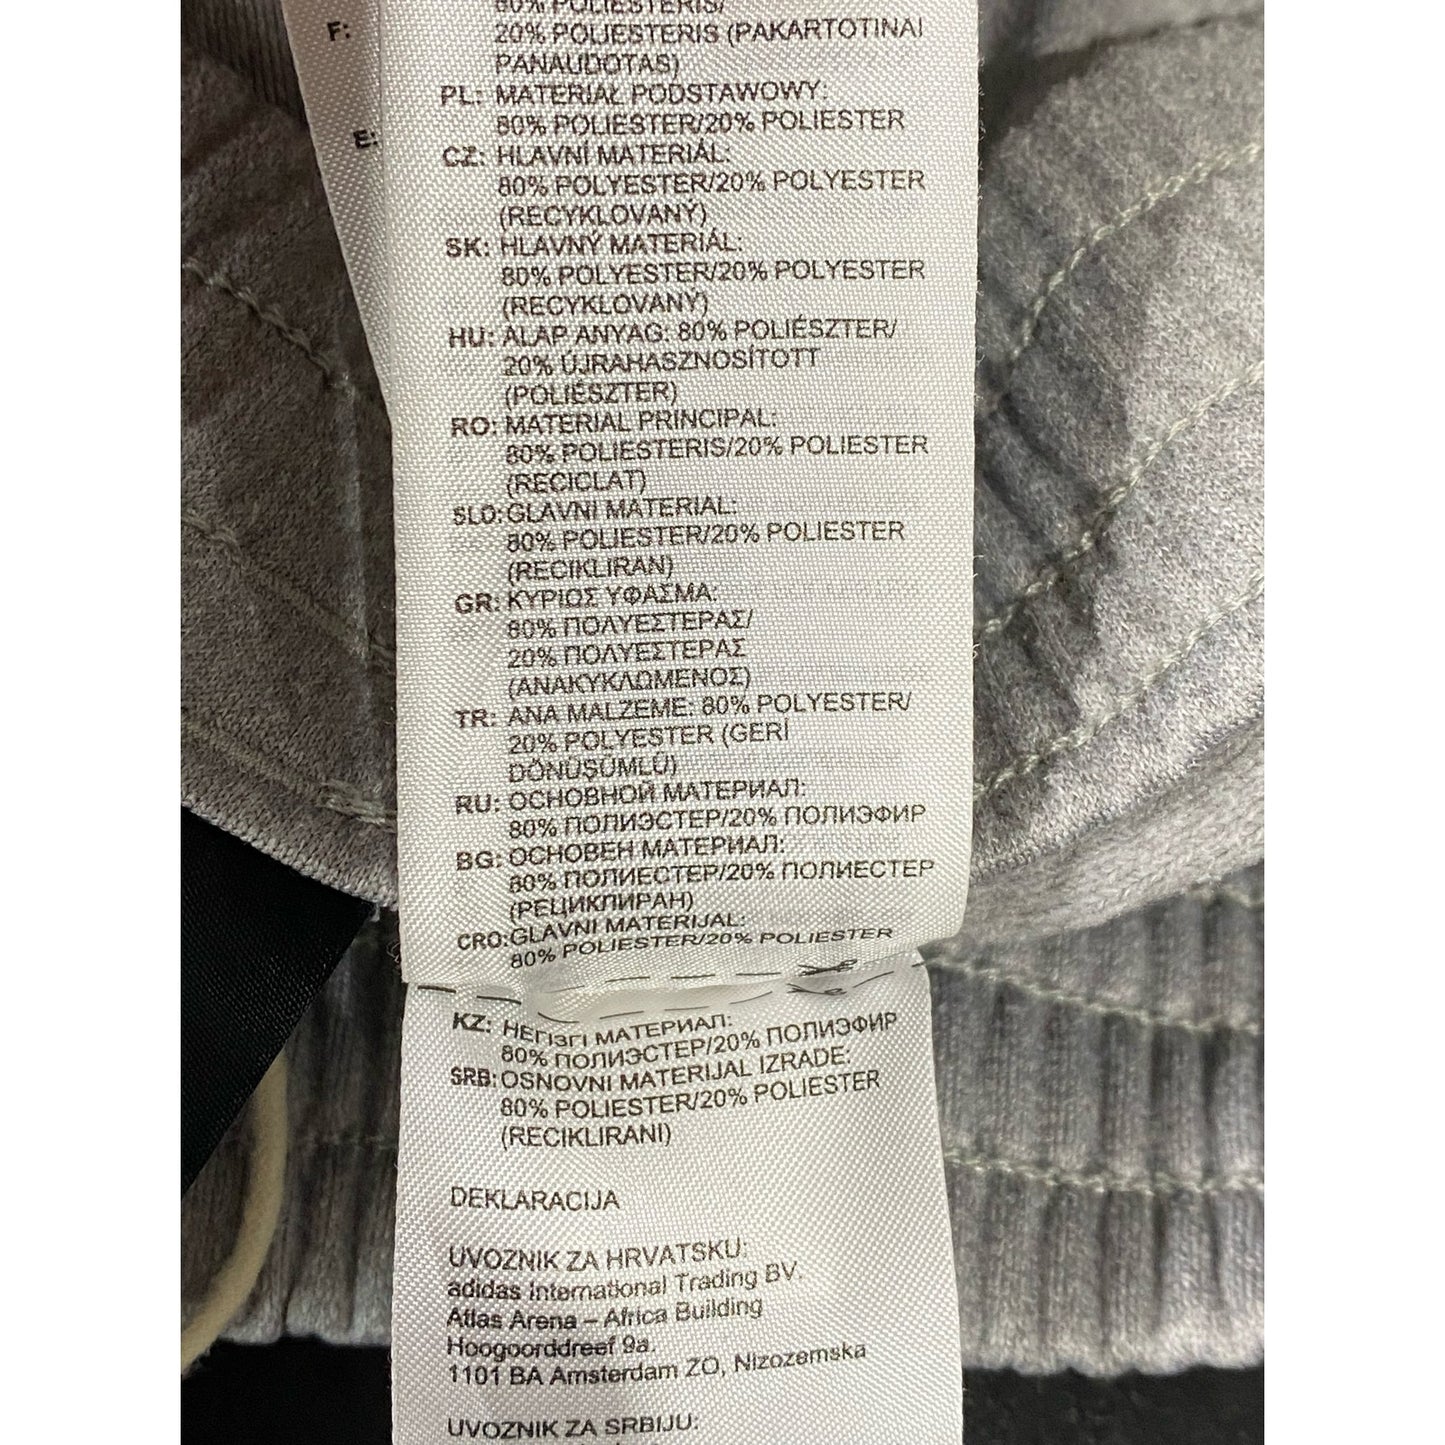 F:
E:
80% POLIESTERIS/
20% POLIESTERIS (PAKARTOTINAI
PANAUDOTAS)
PL: MATERIAŁ PODSTAWOWY:
80% POLIESTER/20% POLIESTER
CZ: HLAVNÍ MATERIÁL:
80% POLYESTER/20% POLYESTER
(RECYKLOVANÝ)
SK: HLAVNÝ MATERIÁL:
80% POLYESTER/20% POLYESTER
(RECYKLOVANÝ)
HU: ALAP ANYAG: 80% POLIÉSZTER/
20% ÚJRAHASZNOSÍTOTT
(POLIÉSZTER)
RO: MATERIAL PRINCIPAL:
80% POLIESTERIS/20% POLIESTER
(RECICLAT)
SLO: GLAVNI MATERIAL:
80% POLIESTER/20% POLIESTER
(RECIKLIRAN)
GR: ΚΥΡΙΩΣ ΥΦΑΣΜΑ:
80% ΠΟΛΥΕΣΤΕΡΑΣ/
20% ΠΟΛΥΕΣΤΕΡΑΣ
(ΑΝΑΚΥΚΛΩΜΕΝΟΣ)
TR: ANA MALZEME: 80% POLYESTER/
20% POLYESTER (GERİ
DÖNÜŞÜMLÜ)
RU: ОСНОВНОЙ МАТЕРИАЛ:
80% ПОЛИЭСТЕР/20% ПОЛИЭФИР
BG: ОСНОВЕН МАТЕРИАЛ:
80% ПОЛИЕСТЕР/20% ПОЛИЕСТЕР
(РЕЦИКЛИРАН)
CRO: GLAVNI MATERIJAL:
80% POLIESTER/20% POLIESTER
KZ: НЕГІЗГІ МАТЕРИАЛ:
80% ПОЛИЭСТЕР/20% ПОЛИЭФИР
SRB: OSNOVNI MATERIJAL IZRADE:
80% POLIESTER/20% POLIESTER
(RECIKLIRANI)
DEKLARACIJA
UVOZNIK ZA HRVATSKU:
adidas International Trading BV.
Atlas Arena – Africa Building
Hoogoorddreef 9a.
1101 BA Amsterdam ZO, Nizozemska
UVOZNIK ZA SRBIJU: